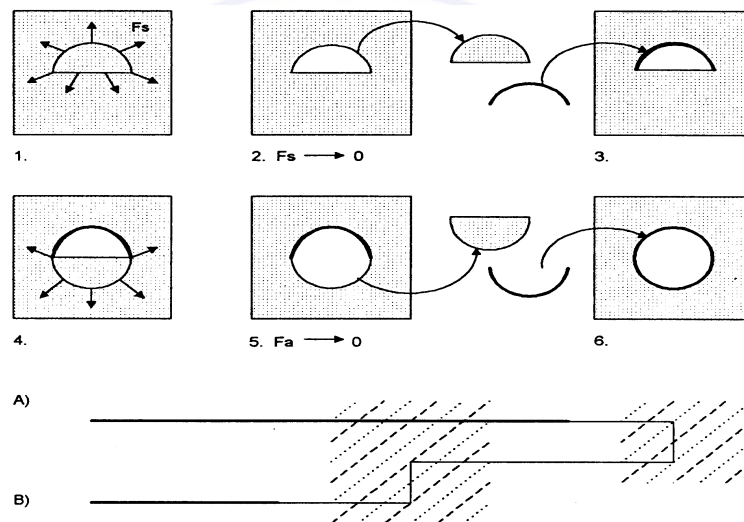 Fs
1.
2. Fs → 0
3.
4.
5. Fa → 0
6.
A)
B)